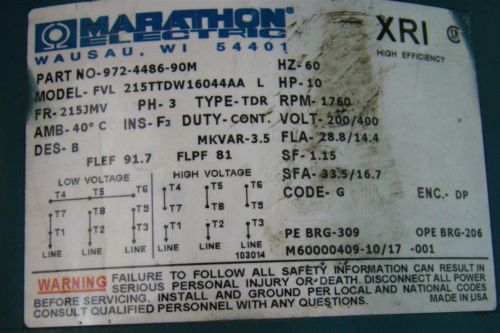 MARATHON
ELECTRIC
WAUSAU, WI 54401
XRI
HIGH EFFICIENCY
PART NO-972-4486-90M HZ-60
MODEL-FVL 215TTDW16044AA L HP-10
FR-215JMV PH-3 TYPE-TDR RPM-1760
AMB-40°C INS-F3 DUTY-CONT. VOLT-200/400
DES-B MKVAR-3.5 FLA-28.8/14.4
FLEF 91.7 FLPF 81 SF-1.15
LOW VOLTAGE HIGH VOLTAGE SFA-33.5/16.7
T4 T5 T6 T4 T5 T6 CODE-G ENC.-DP
T7 T8 T9 T7 T8 T9
T1 T2 T3 T1 T2 T3 PE BRG-309 OPE BRG-206
LINE LINE LINE LINE LINE LINE
103014 M60000409-10/17-001
WARNING FAILURE TO FOLLOW ALL SAFETY INFORMATION CAN RESULT IN
SERIOUS PERSONAL INJURY OR DEATH. DISCONNECT ALL POWER
BEFORE SERVICING. INSTALL AND GROUND PER LOCAL AND NATIONAL CODES
CONSULT QUALIFIED PERSONNEL WITH ANY QUESTIONS. MADE IN USA